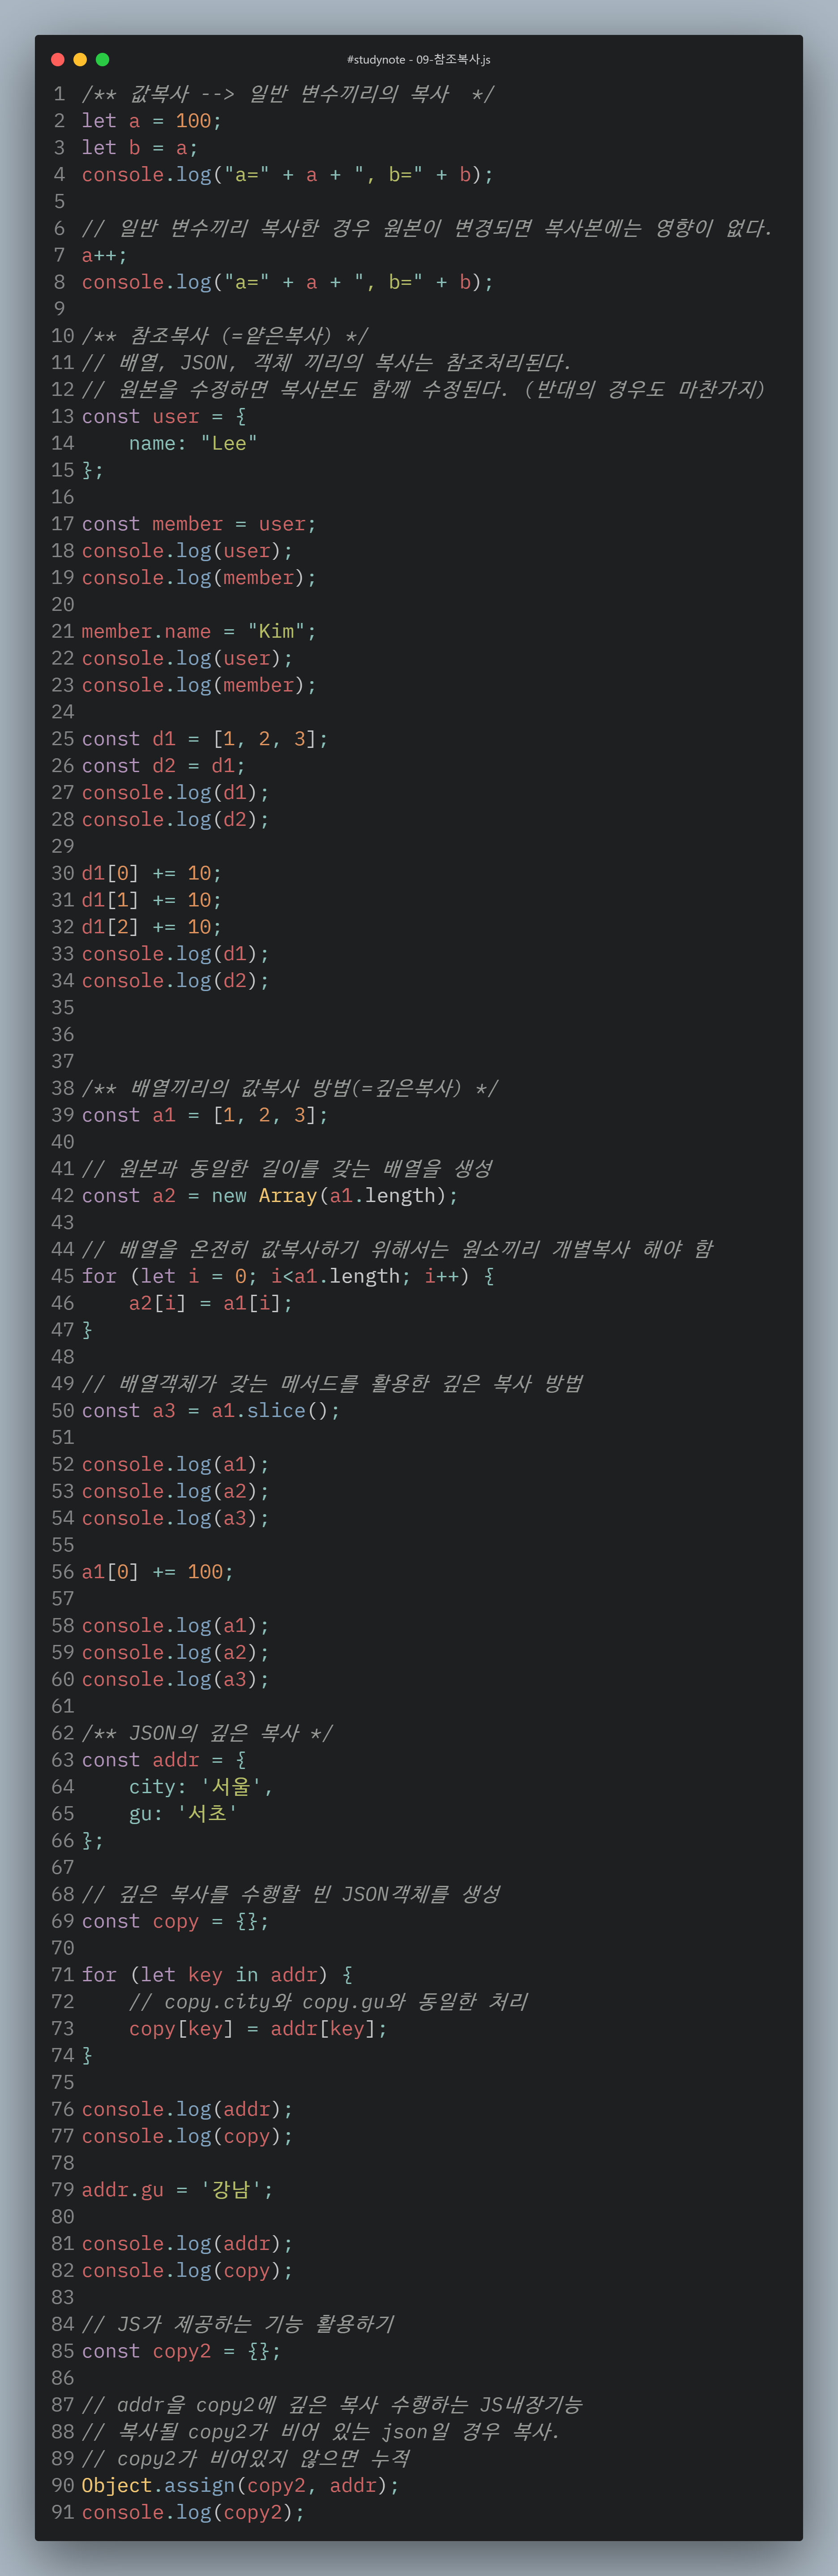 #studynote - 09-참조복사.js
1 /** 값복사 --> 일반 변수끼리의 복사  */
2 let a = 100;
3 let b = a;
4 console.log("a=" + a + ", b=" + b);
5
6 // 일반 변수끼리 복사한 경우 원본이 변경되면 복사본에는 영향이 없다.
7 a++;
8 console.log("a=" + a + ", b=" + b);
9
10 /** 참조복사 (=얕은복사) */
11 // 배열, JSON, 객체 끼리의 복사는 참조처리된다.
12 // 원본을 수정하면 복사본도 함께 수정된다. (반대의 경우도 마찬가지)
13 const user = {
14     name: "Lee"
15 };
16
17 const member = user;
18 console.log(user);
19 console.log(member);
20
21 member.name = "Kim";
22 console.log(user);
23 console.log(member);
24
25 const d1 = [1, 2, 3];
26 const d2 = d1;
27 console.log(d1);
28 console.log(d2);
29
30 d1[0] += 10;
31 d1[1] += 10;
32 d1[2] += 10;
33 console.log(d1);
34 console.log(d2);
35
36
37
38 /** 배열끼리의 값복사 방법(=깊은복사) */
39 const a1 = [1, 2, 3];
40
41 // 원본과 동일한 길이를 갖는 배열을 생성
42 const a2 = new Array(a1.length);
43
44 // 배열을 온전히 값복사하기 위해서는 원소끼리 개별복사 해야 함
45 for (let i = 0; i<a1.length; i++) {
46     a2[i] = a1[i];
47 }
48
49 // 배열객체가 갖는 메서드를 활용한 깊은 복사 방법
50 const a3 = a1.slice();
51
52 console.log(a1);
53 console.log(a2);
54 console.log(a3);
55
56 a1[0] += 100;
57
58 console.log(a1);
59 console.log(a2);
60 console.log(a3);
61
62 /** JSON의 깊은 복사 */
63 const addr = {
64     city: '서울',
65     gu: '서초'
66 };
67
68 // 깊은 복사를 수행할 빈 JSON객체를 생성
69 const copy = {};
70
71 for (let key in addr) {
72     // copy.city와 copy.gu와 동일한 처리
73     copy[key] = addr[key];
74 }
75
76 console.log(addr);
77 console.log(copy);
78
79 addr.gu = '강남';
80
81 console.log(addr);
82 console.log(copy);
83
84 // JS가 제공하는 기능 활용하기
85 const copy2 = {};
86
87 // addr을 copy2에 깊은 복사 수행하는 JS내장기능
88 // 복사될 copy2가 비어 있는 json일 경우 복사.
89 // copy2가 비어있지 않으면 누적
90 Object.assign(copy2, addr);
91 console.log(copy2);